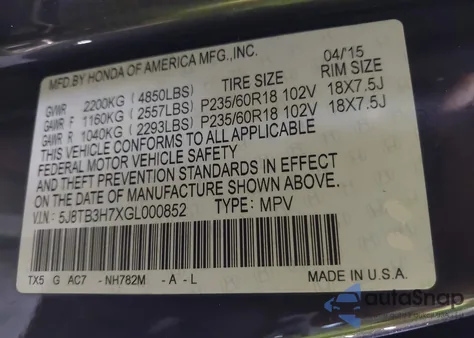 MFD.BY HONDA OF AMERICA MFG.,INC. 04/'15
TIRE SIZE RIM SIZE
GVWR 2200KG ( 4850LBS)
GAWR F 1160KG ( 2557LBS) P235/60R18 102V 18X7.5J
GAWR R 1040KG ( 2293LBS) P235/60R18 102V 18X7.5J
THIS VEHICLE CONFORMS TO ALL APPLICABLE
FEDERAL MOTOR VEHICLE SAFETY
AND THEFT PREVENTION STANDARDS IN EFFECT
ON THE DATE OF MANUFACTURE SHOWN ABOVE.
V.I.N: 5J8TB3H7XGL000852 TYPE: MPV
TX5 G AC7 - NH782M - A - L MADE IN U.S.A.
autoSnap